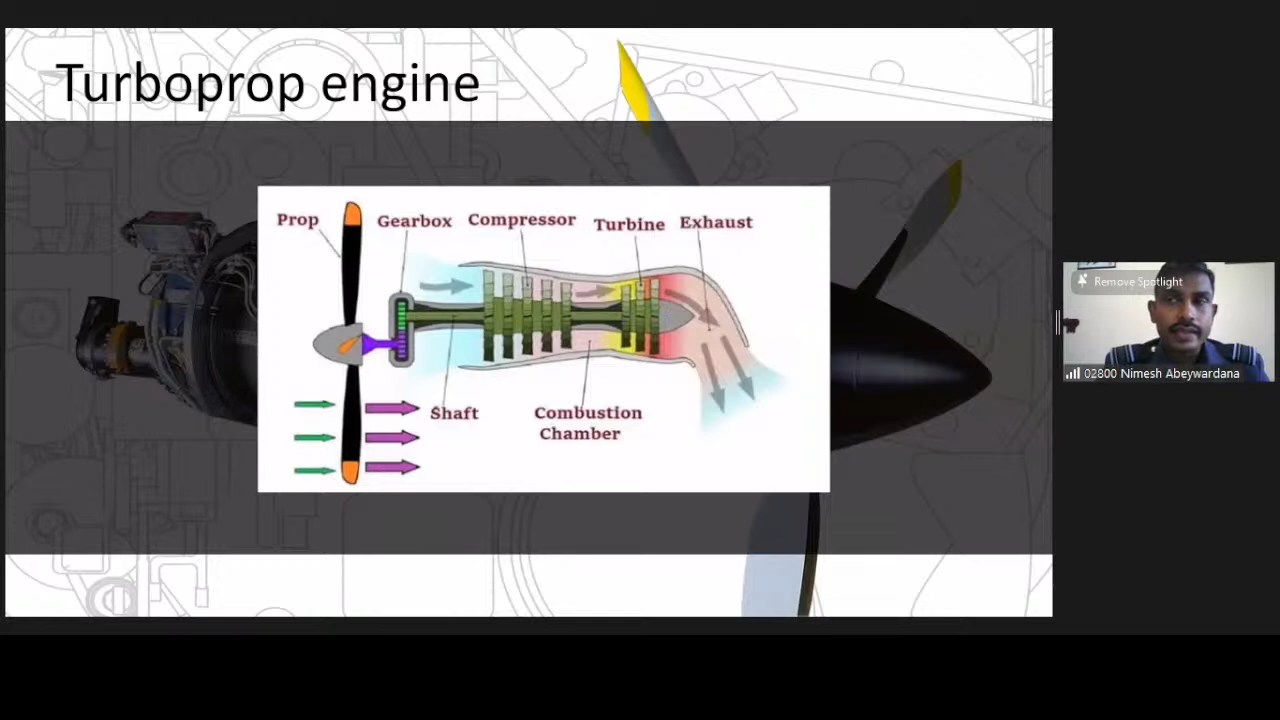 Turboprop engine
Prop
Gearbox
Compressor
Turbine
Exhaust
Shaft
Combustion
Chamber
Remove Spotlight
02800 Nimesh Abeywardana